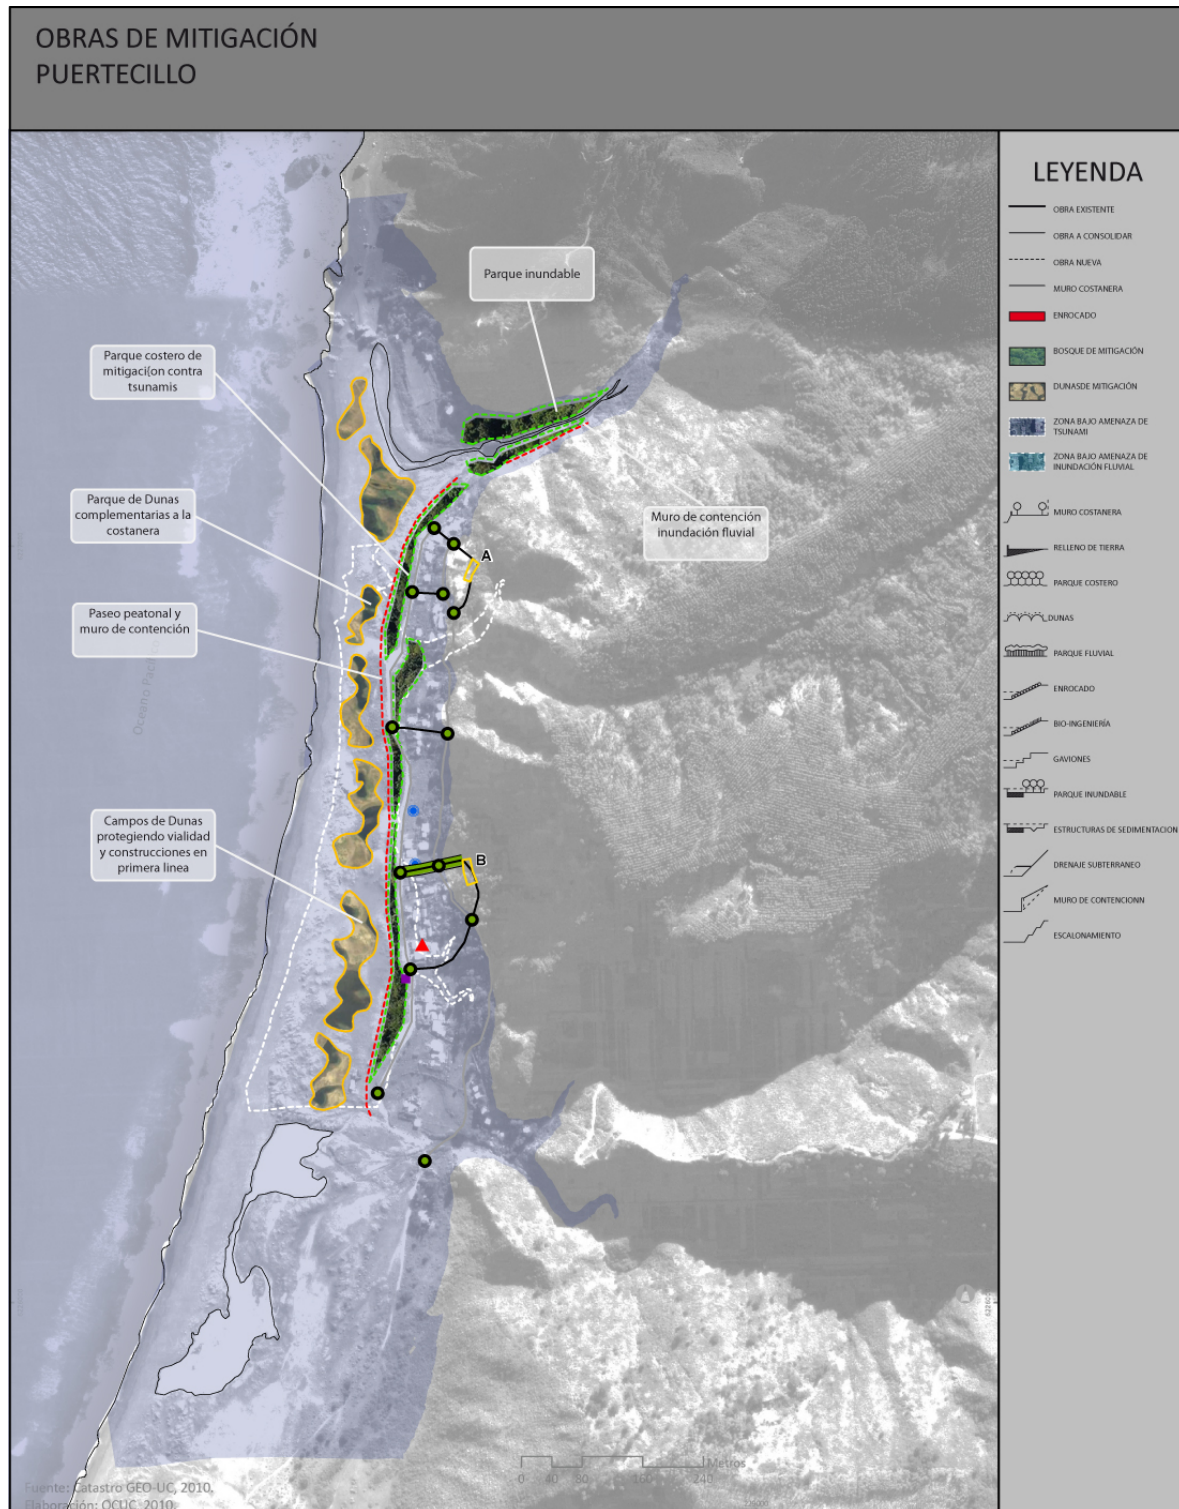 OBRAS DE MITIGACIÓN
PUERTECILLO
LEYENDA
OBRA EXISTENTE
OBRA A CONSOLIDAR
OBRA NUEVA
MURO COSTANERA
ENROCADO
BOSQUE DE MITIGACIÓN
DUNASDE MITIGACIÓN
ZONA BAJO AMENAZA DE
TSUNAMI
ZONA BAJO AMENAZA DE
INUNDACIÓN FLUVIAL
MURO COSTANERA
RELLENO DE TIERRA
PARQUE COSTERO
DUNAS
PARQUE FLUVIAL
ENROCADO
BIO-INGENIERÍA
GAVIONES
PARQUE INUNDABLE
ESTRUCTURAS DE SEDIMENTACION
DRENAJE SUBTERRANEO
MURO DE CONTENCIONN
ESCALONAMIENTO
Parque inundable
Parque costero de
mitigaci(on contra
tsunamis
Parque de Dunas
complementarias a la
costanera
Muro de contención
inundación fluvial
A
Paseo peatonal y
muro de contención
Oceano
Campos de Dunas
protegiendo vialidad
y construcciones en
primera linea
B
Metros
0 40 80 160 240
Fuente: Catastro GEO-UC, 2010.
Elaboración: OCUC, 2010.